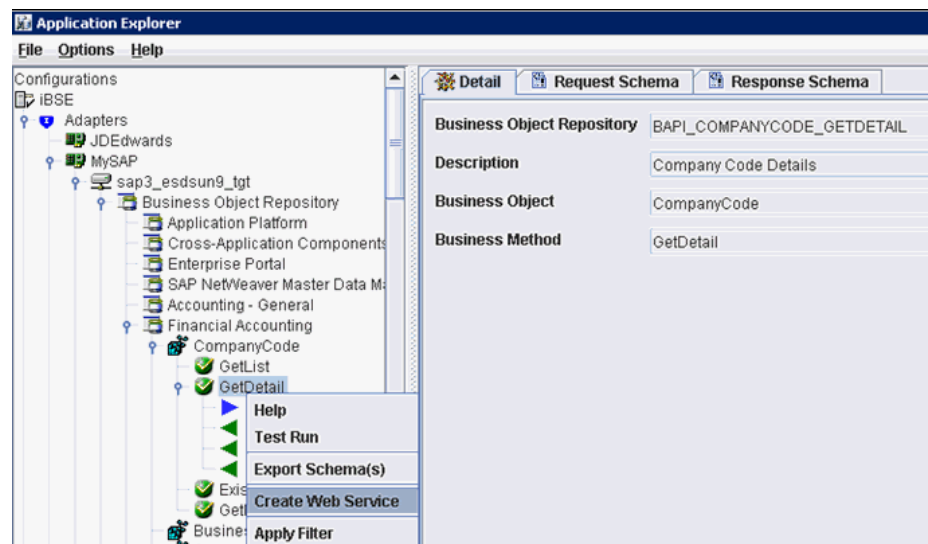 Application Explorer
File Options Help
Configurations
iBSE
Adapters
JDEdwards
MySAP
sap3_esdsun9_tgt
Business Object Repository
Application Platform
Cross-Application Components
Enterprise Portal
SAP NetWeaver Master Data Ma
Accounting - General
Financial Accounting
CompanyCode
GetList
GetDetail
Exis
Get
Busines
Help
Test Run
Export Schema(s)
Create Web Service
Apply Filter
Detail Request Schema Response Schema
Business Object Repository BAPI_COMPANYCODE_GETDETAIL
Description Company Code Details
Business Object CompanyCode
Business Method GetDetail